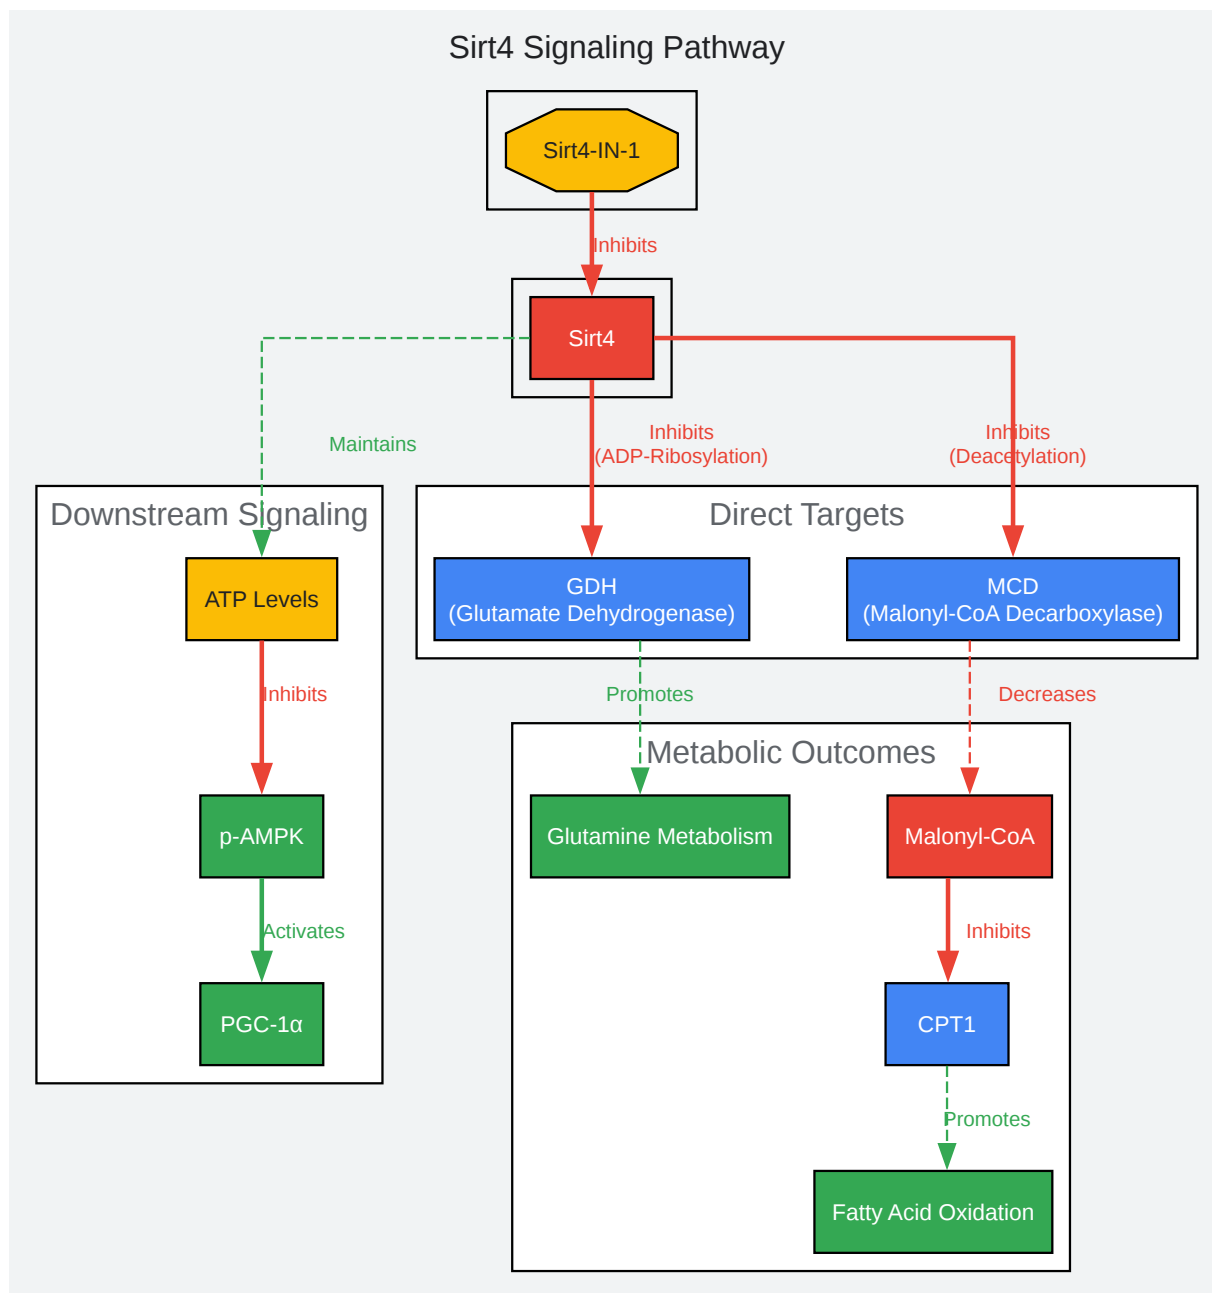 Sirt4 Signaling Pathway
Sirt4-IN-1
Inhibits
Sirt4
Maintains
Inhibits
(ADP-Ribosylation)
Inhibits
(Deacetylation)
Downstream Signaling
Direct Targets
ATP Levels
GDH
(Glutamate Dehydrogenase)
MCD
(Malonyl-CoA Decarboxylase)
Inhibits
Promotes
Decreases
Metabolic Outcomes
p-AMPK
Glutamine Metabolism
Malonyl-CoA
Activates
Inhibits
PGC-1α
CPT1
Promotes
Fatty Acid Oxidation